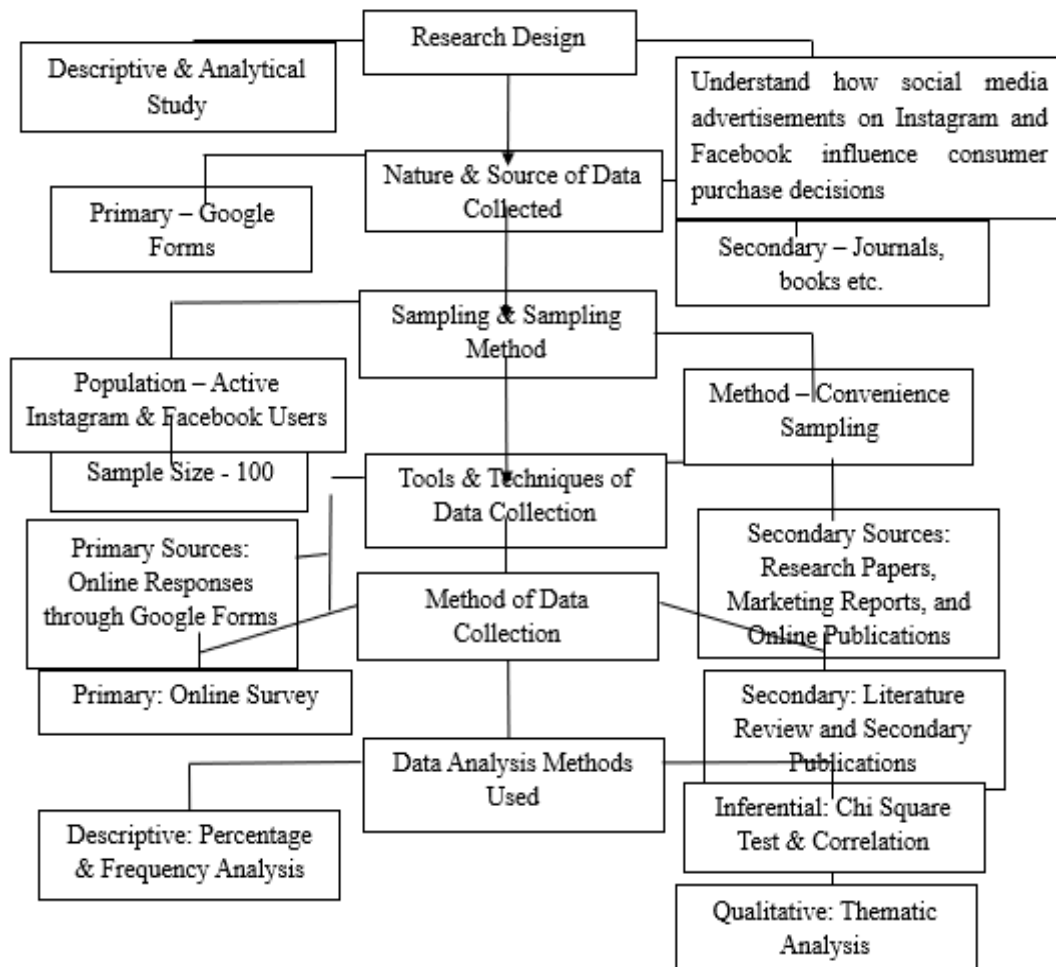 Research Design
Descriptive & Analytical
Study
Understand how social media
advertisements on Instagram and
Facebook influence consumer
purchase decisions
Nature & Source of Data
Collected
Primary – Google
Forms
Secondary – Journals,
books etc.
Sampling & Sampling
Method
Population – Active
Instagram & Facebook Users
Sample Size - 100
Method – Convenience
Sampling
Tools & Techniques of
Data Collection
Primary Sources:
Online Responses
through Google Forms
Secondary Sources:
Research Papers,
Marketing Reports, and
Online Publications
Method of Data
Collection
Primary: Online Survey
Secondary: Literature
Review and Secondary
Publications
Data Analysis Methods
Used
Descriptive: Percentage
& Frequency Analysis
Inferential: Chi Square
Test & Correlation
Qualitative: Thematic
Analysis